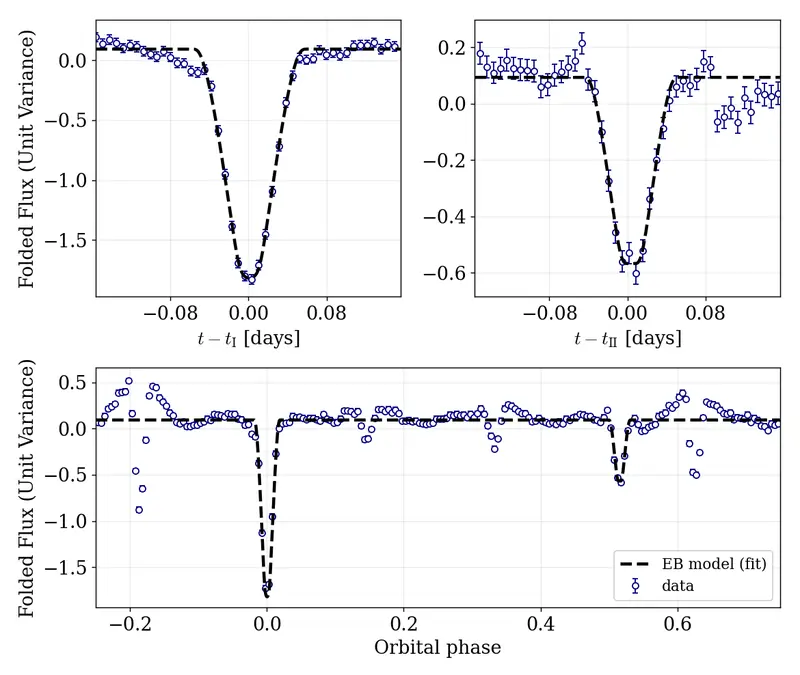 Folded Flux (Unit Variance)
0.0
−0.5
−1.0
−1.5
−0.08 0.00 0.08
t − tI [days]
0.2
0.0
−0.2
−0.4
−0.6
−0.08 0.00 0.08
t − tII [days]
Folded Flux (Unit Variance)
0.5
0.0
−0.5
−1.0
−1.5
EB model (fit)
data
−0.2 0.0 0.2 0.4 0.6
Orbital phase